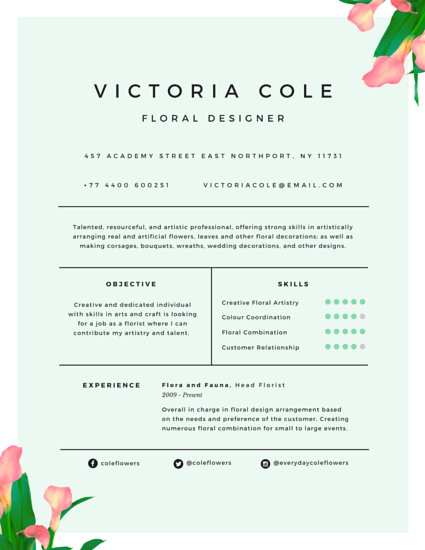 VICTORIA COLE
FLORAL DESIGNER
457 ACADEMY STREET EAST NORTHPORT, NY 11731
+77 4400 600251 VICTORIACOLE@EMAIL.COM
Talented, resourceful, and artistic professional, offering strong skills in artistically
arranging real and artificial flowers, leaves and other floral decorations; as well as
making corsages, bouquets, wreaths, wedding decorations, and other designs.
OBJECTIVE
Creative and dedicated individual
with skills in arts and craft is looking
for a job as a florist where I can
contribute my artistry and talent.
SKILLS
Creative Floral Artistry
Colour Coordination
Floral Combination
Customer Relationship
EXPERIENCE
Flora and Fauna, Head Florist
2009 - Present
Overall in charge in floral design arrangement based
on the needs and preference of the customer. Creating
numerous floral combination for small to large events.
coleflowers @coleflowers @everydaycoleflowers